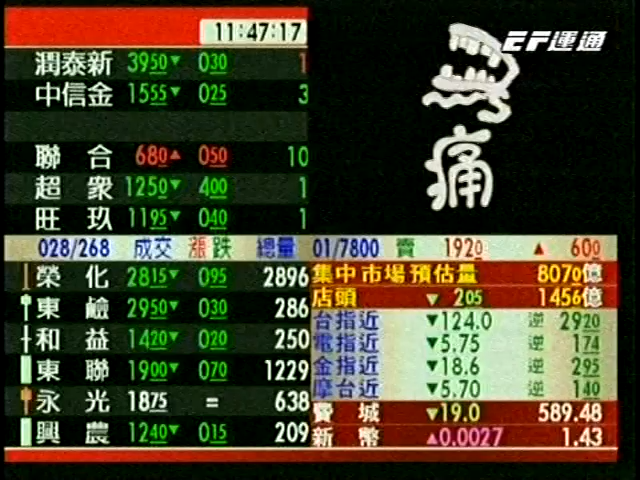 11:47:17
EF運通
潤泰新 3950▼ 030 1
中信金 1555▼ 025 3
無痛
聯合 680▲ 050 10
超眾 1250▼ 400 1
旺玖 1195▼ 040 1
028/268 成交 漲跌 總量
01/7800 賣 1920 ▲ 600
榮化 2815▼ 095 2896
東鹼 2950▼ 030 286
和益 1420▼ 020 250
東聯 1900▼ 070 1229
永光 1875 = 638
興農 1240▼ 015 209
集中市場預估量 8070億
店頭 ▼ 205 1456億
台指近 ▼124.0 逆 2920
電指近 ▼5.75 逆 174
金指近 ▼18.6 逆 295
摩台近 ▼5.70 逆 140
費城 ▼19.0 589.48
新幣 ▲0.0027 1.43